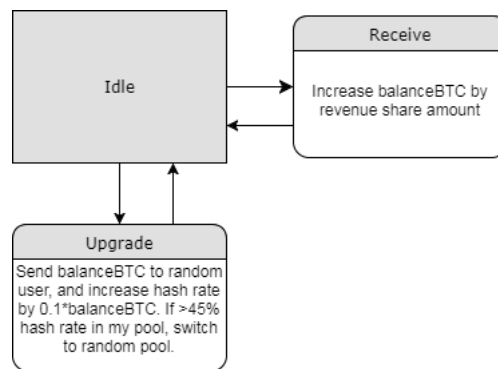 Idle
Receive
Increase balanceBTC by
revenue share amount
Upgrade
Send balanceBTC to random
user, and increase hash rate
by 0.1*balanceBTC. If >45%
hash rate in my pool, switch
to random pool.